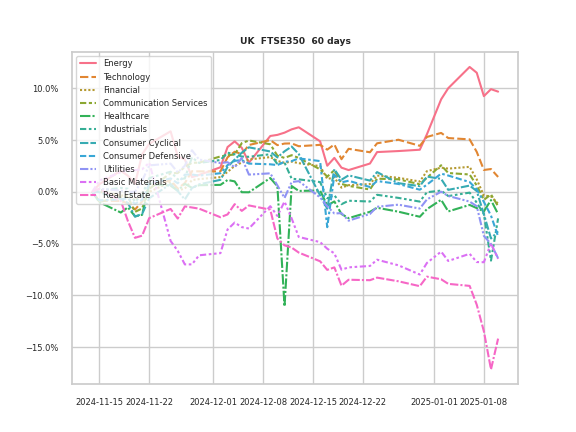 UK FTSE350 60 days
Energy
Technology
Financial
Communication Services
Healthcare
Industrials
Consumer Cyclical
Consumer Defensive
Utilities
Basic Materials
Real Estate
10.0%
5.0%
0.0%
−5.0%
−10.0%
−15.0%
2024-11-15 2024-11-22 2024-12-01 2024-12-08 2024-12-15 2024-12-22 2025-01-01 2025-01-08